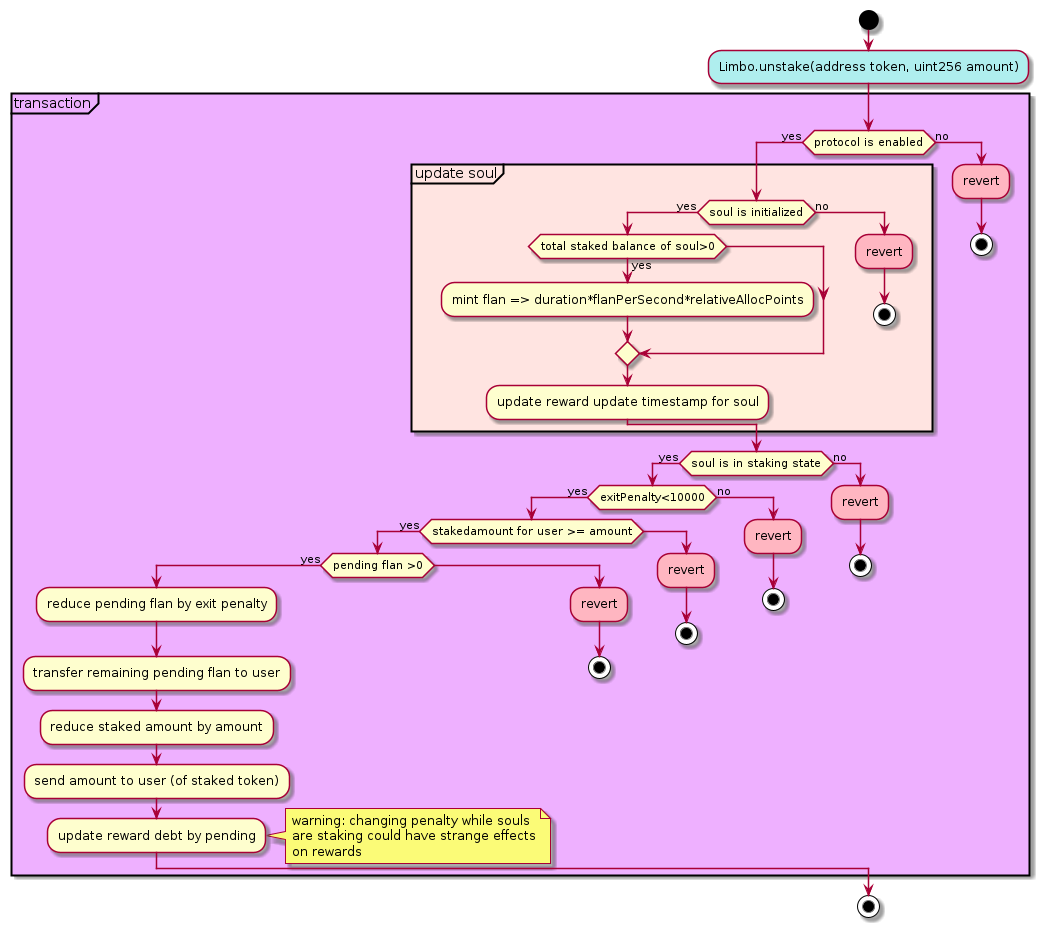 Limbo.unstake(address token, uint256 amount)
transaction
yes
protocol is enabled
no
update soul
revert
yes
soul is initialized
no
total staked balance of soul>0
revert
yes
mint flan => duration*flanPerSecond*relativeAllocPoints
update reward update timestamp for soul
yes
soul is in staking state
no
yes
exitPenalty<10000
no
revert
yes
stakedamount for user >= amount
revert
yes
pending flan >0
revert
reduce pending flan by exit penalty
revert
transfer remaining pending flan to user
reduce staked amount by amount
send amount to user (of staked token)
update reward debt by pending
warning: changing penalty while souls
are staking could have strange effects
on rewards